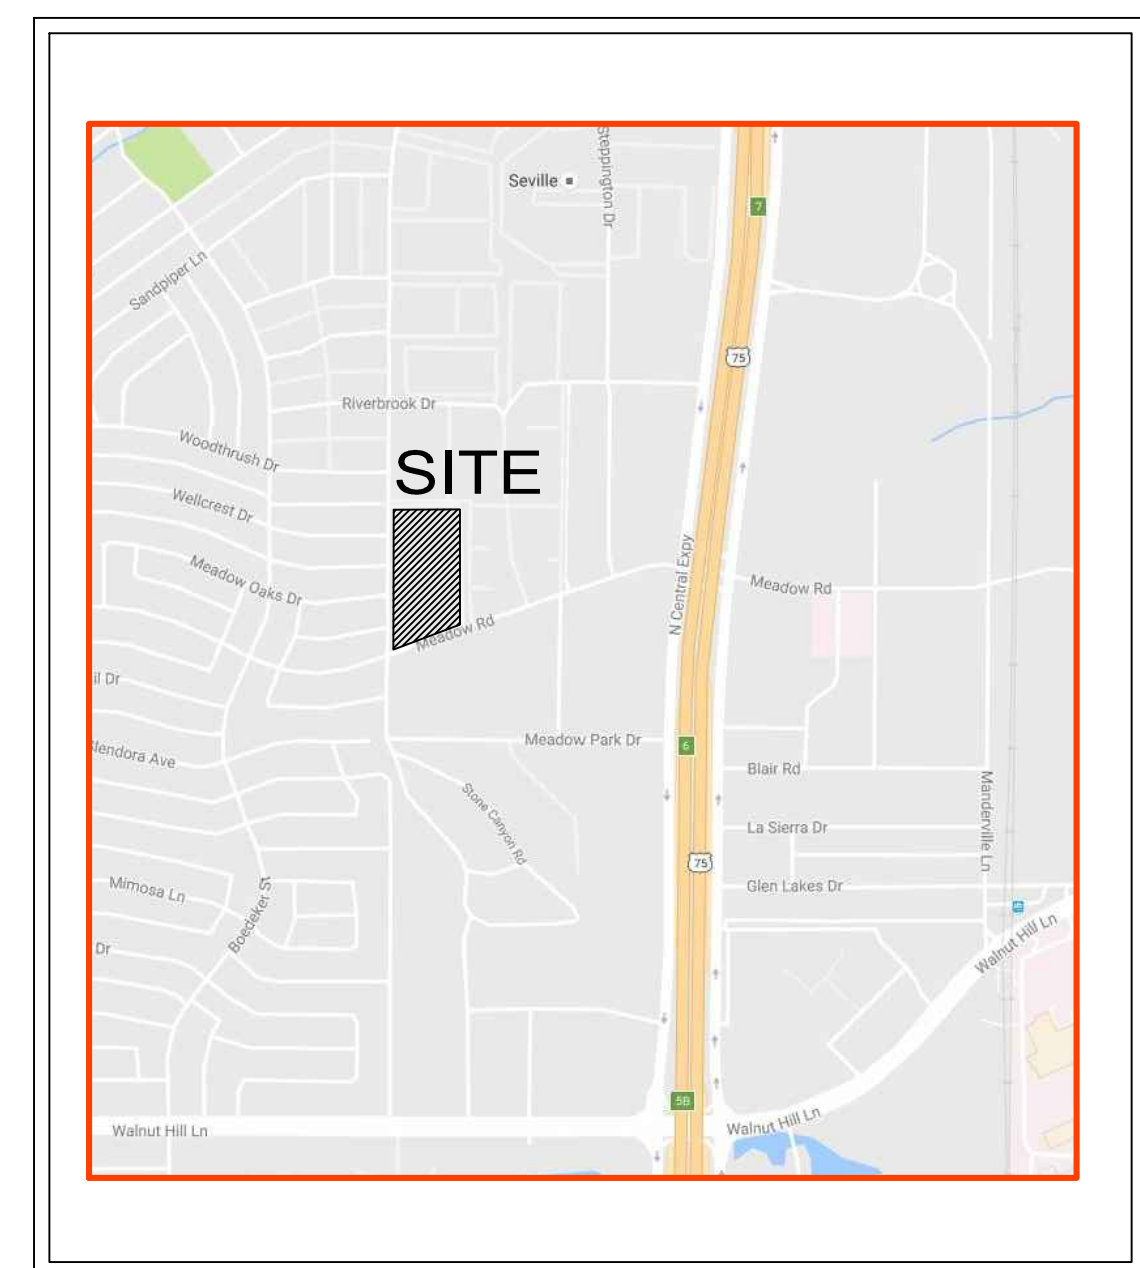 Steppington Dr
Seville
7
Sandpiper Ln
75
Riverbrook Dr
Woodthrush Dr
SITE
Wellcrest Dr
N Central Expy
Meadow Oaks Dr
Meadow Rd
Meadow Rd
il Dr
Meadow Park Dr
6
lendora Ave
Blair Rd
Manderville Ln
Stone Canyon Rd
La Sierra Dr
75
Mimosa Ln
Glen Lakes Dr
Boedeker St
Dr
Walnut Hill Ln
5B
Walnut Hill Ln
Walnut Hill Ln